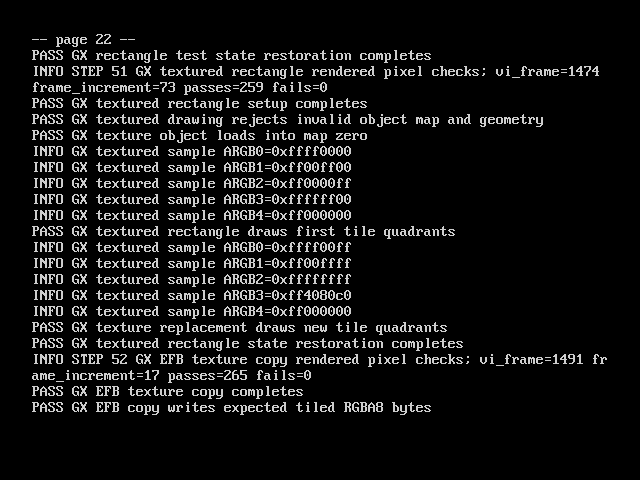 -- page 22 --
PASS GX rectangle test state restoration completes
INFO STEP 51 GX textured rectangle rendered pixel checks; vi_frame=1474
frame_increment=73 passes=259 fails=0
PASS GX textured rectangle setup completes
PASS GX textured drawing rejects invalid object map and geometry
PASS GX texture object loads into map zero
INFO GX textured sample ARGB0=0xffff0000
INFO GX textured sample ARGB1=0xff00ff00
INFO GX textured sample ARGB2=0xff0000ff
INFO GX textured sample ARGB3=0xffffff00
INFO GX textured sample ARGB4=0xff000000
PASS GX textured rectangle draws first tile quadrants
INFO GX textured sample ARGB0=0xffff00ff
INFO GX textured sample ARGB1=0xff00ffff
INFO GX textured sample ARGB2=0xffffffff
INFO GX textured sample ARGB3=0xff4080c0
INFO GX textured sample ARGB4=0xff000000
PASS GX texture replacement draws new tile quadrants
PASS GX textured rectangle state restoration completes
INFO STEP 52 GX EFB texture copy rendered pixel checks; vi_frame=1491 fr
ame_increment=17 passes=265 fails=0
PASS GX EFB texture copy completes
PASS GX EFB copy writes expected tiled RGBA8 bytes